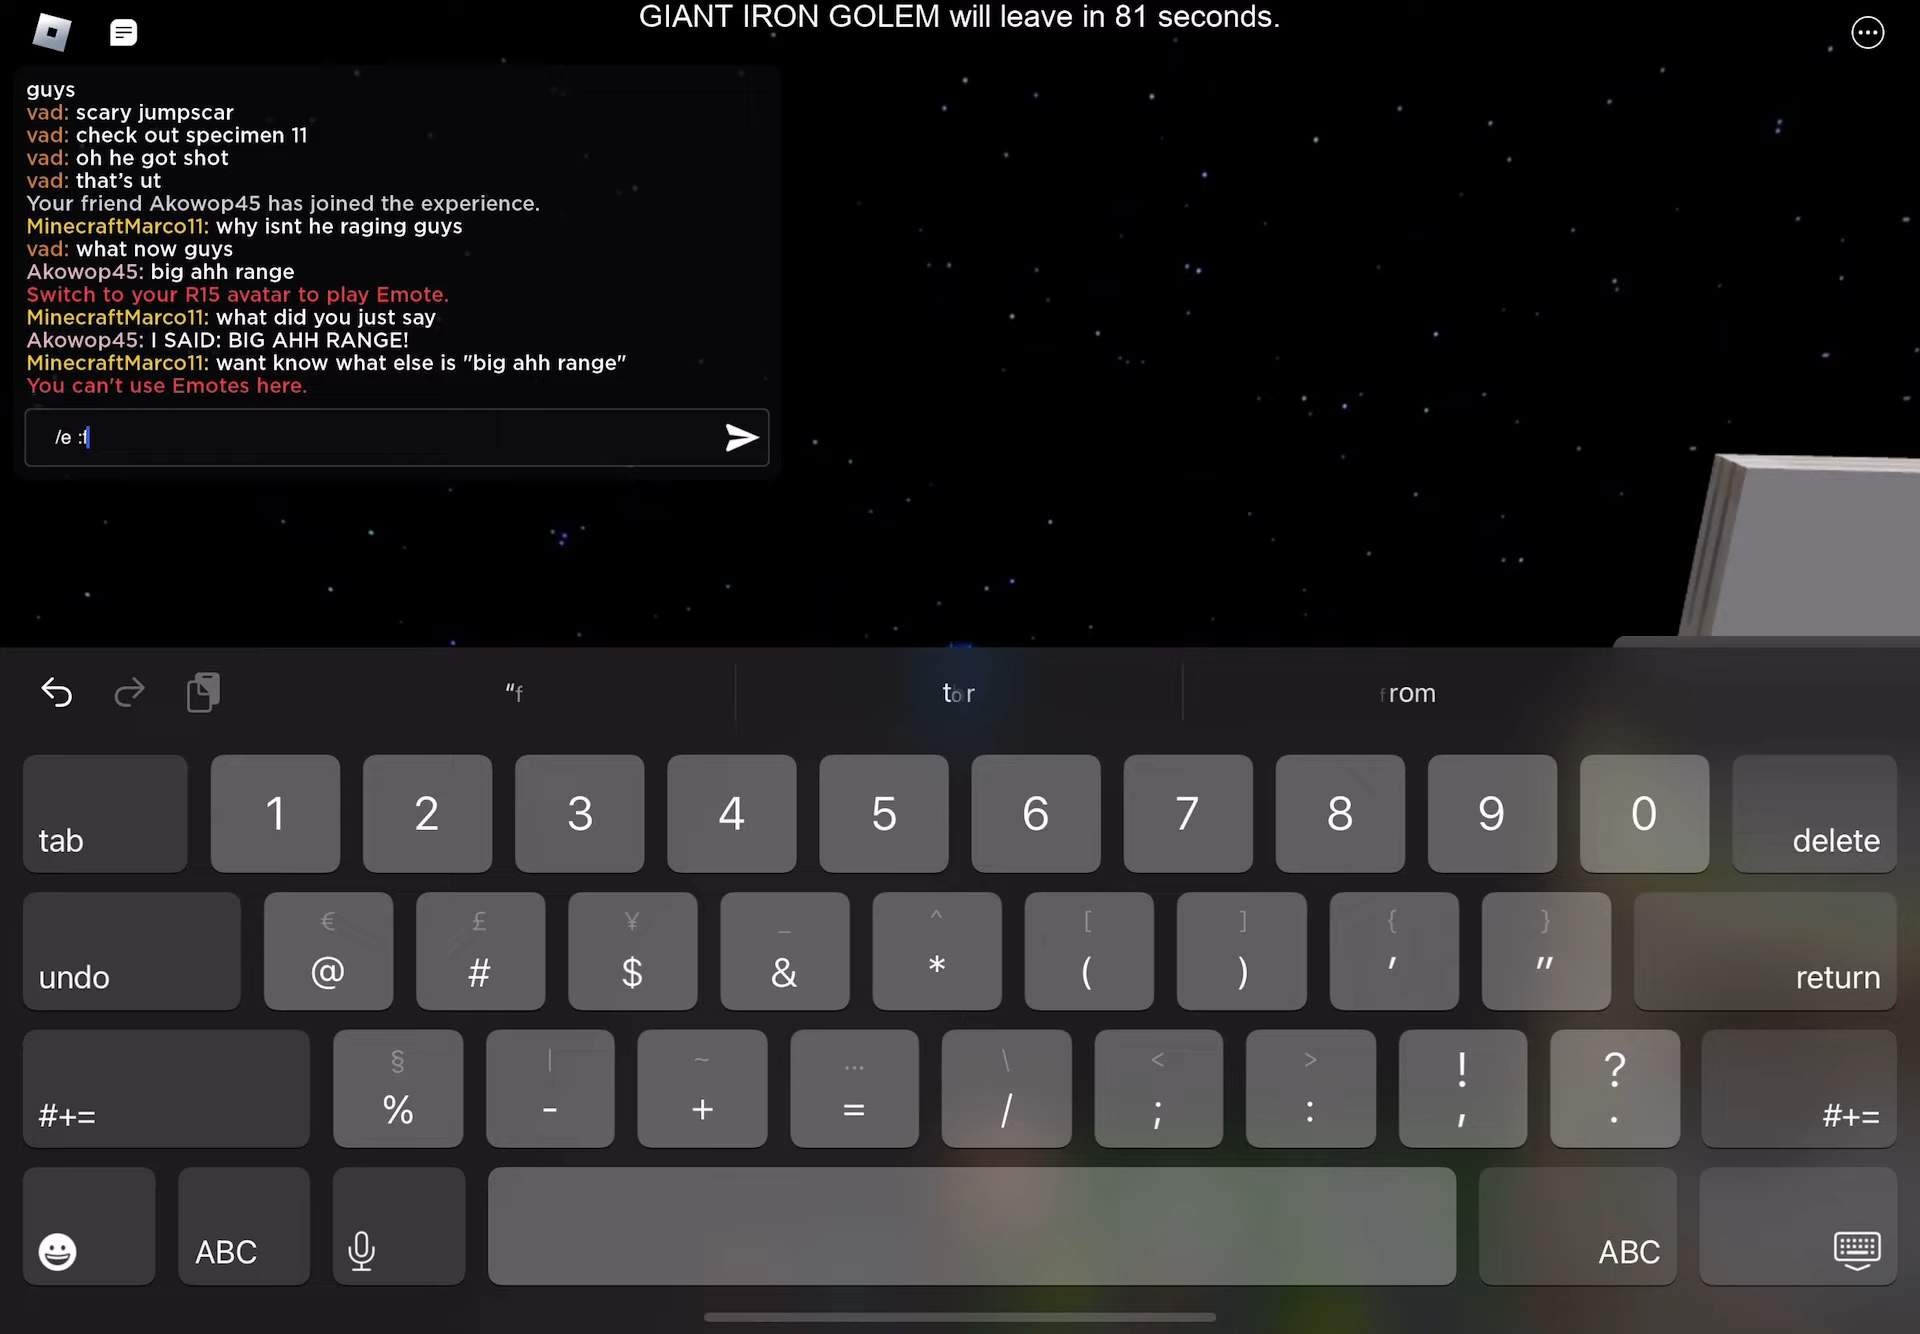 GIANT IRON GOLEM will leave in 81 seconds.
guys
vad: scary jumpscar
vad: check out specimen 11
vad: oh he got shot
vad: that’s ut
Your friend Akowop45 has joined the experience.
MinecraftMarco11: why isnt he raging guys
vad: what now guys
Akowop45: big ahh range
Switch to your R15 avatar to play Emote.
MinecraftMarco11: what did you just say
Akowop45: I SAID: BIG AHH RANGE!
MinecraftMarco11: want know what else is "big ahh range"
You can't use Emotes here.
/e :f
“f from
tab 1 2 3 4 5 6 7 8 9 0 delete
€ £ ¥ _ ^ [ ] { }
undo @ # $ & * ( ) ' " return
§ | ~ … \ < > ! ?
#+= % - + = / ; : , . #+=
ABC ABC